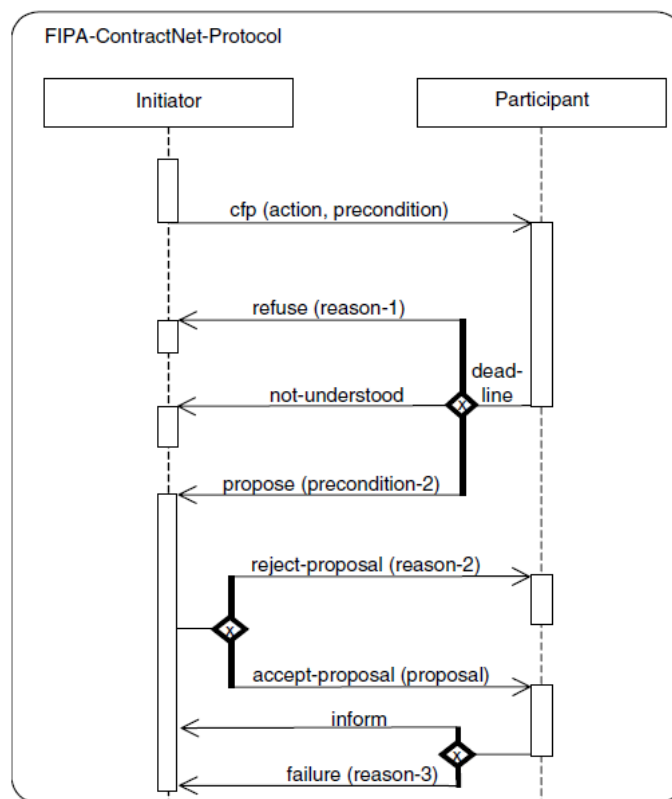 FIPA-ContractNet-Protocol
Initiator
Participant
cfp (action, precondition)
refuse (reason-1)
dead-
line
not-understood
x
propose (precondition-2)
reject-proposal (reason-2)
x
accept-proposal (proposal)
inform
x
failure (reason-3)